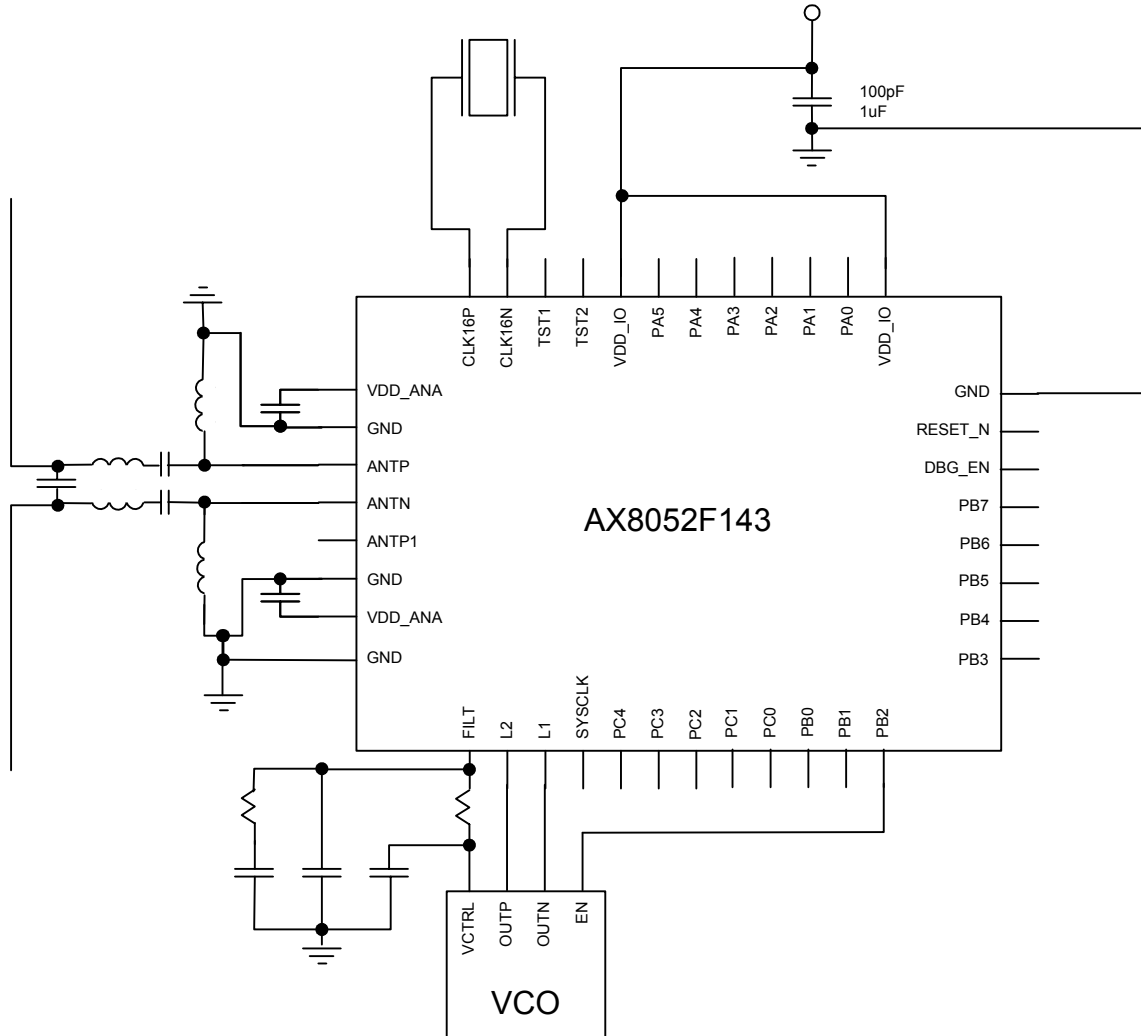 100pF
1uF
CLK16P
CLK16N
TST1
TST2
VDD_IO
PA5
PA4
PA3
PA2
PA1
PA0
VDD_IO
VDD_ANA
GND
ANTP
ANTN
ANTP1
GND
VDD_ANA
GND
AX8052F143
GND
RESET_N
DBG_EN
PB7
PB6
PB5
PB4
PB3
FILT
L2
L1
SYSCLK
PC4
PC3
PC2
PC1
PC0
PB0
PB1
PB2
VCTRL
OUTP
OUTN
EN
VCO